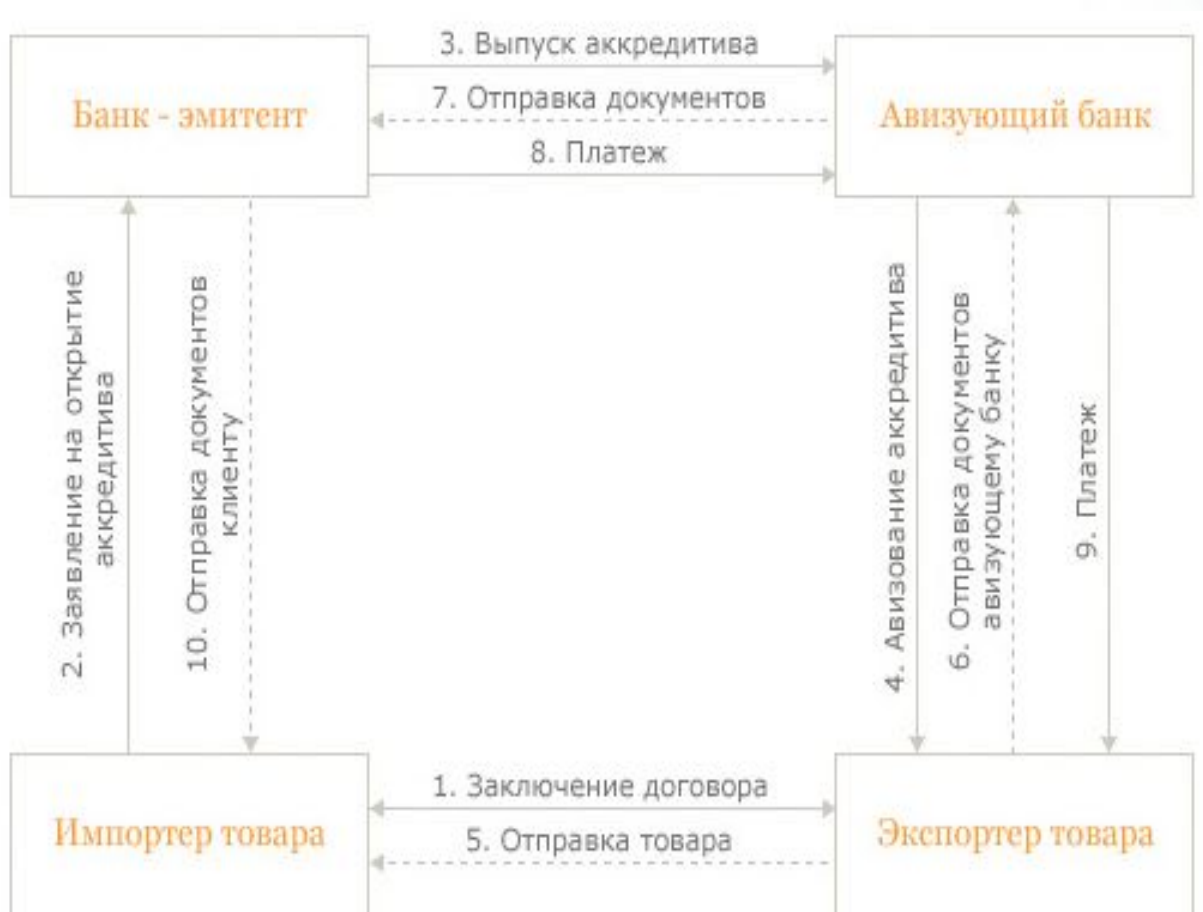 3. Выпуск аккредитива
Банк - эмитент
7. Отправка документов
Авизующий банк
8. Платеж
2. Заявление на открытие
аккредитива
10. Отправка документов
клиенту
4. Авизование аккредитива
6. Отправка документов
авизующему банку
9. Платеж
1. Заключение договора
Импортер товара
5. Отправка товара
Экспортер товара